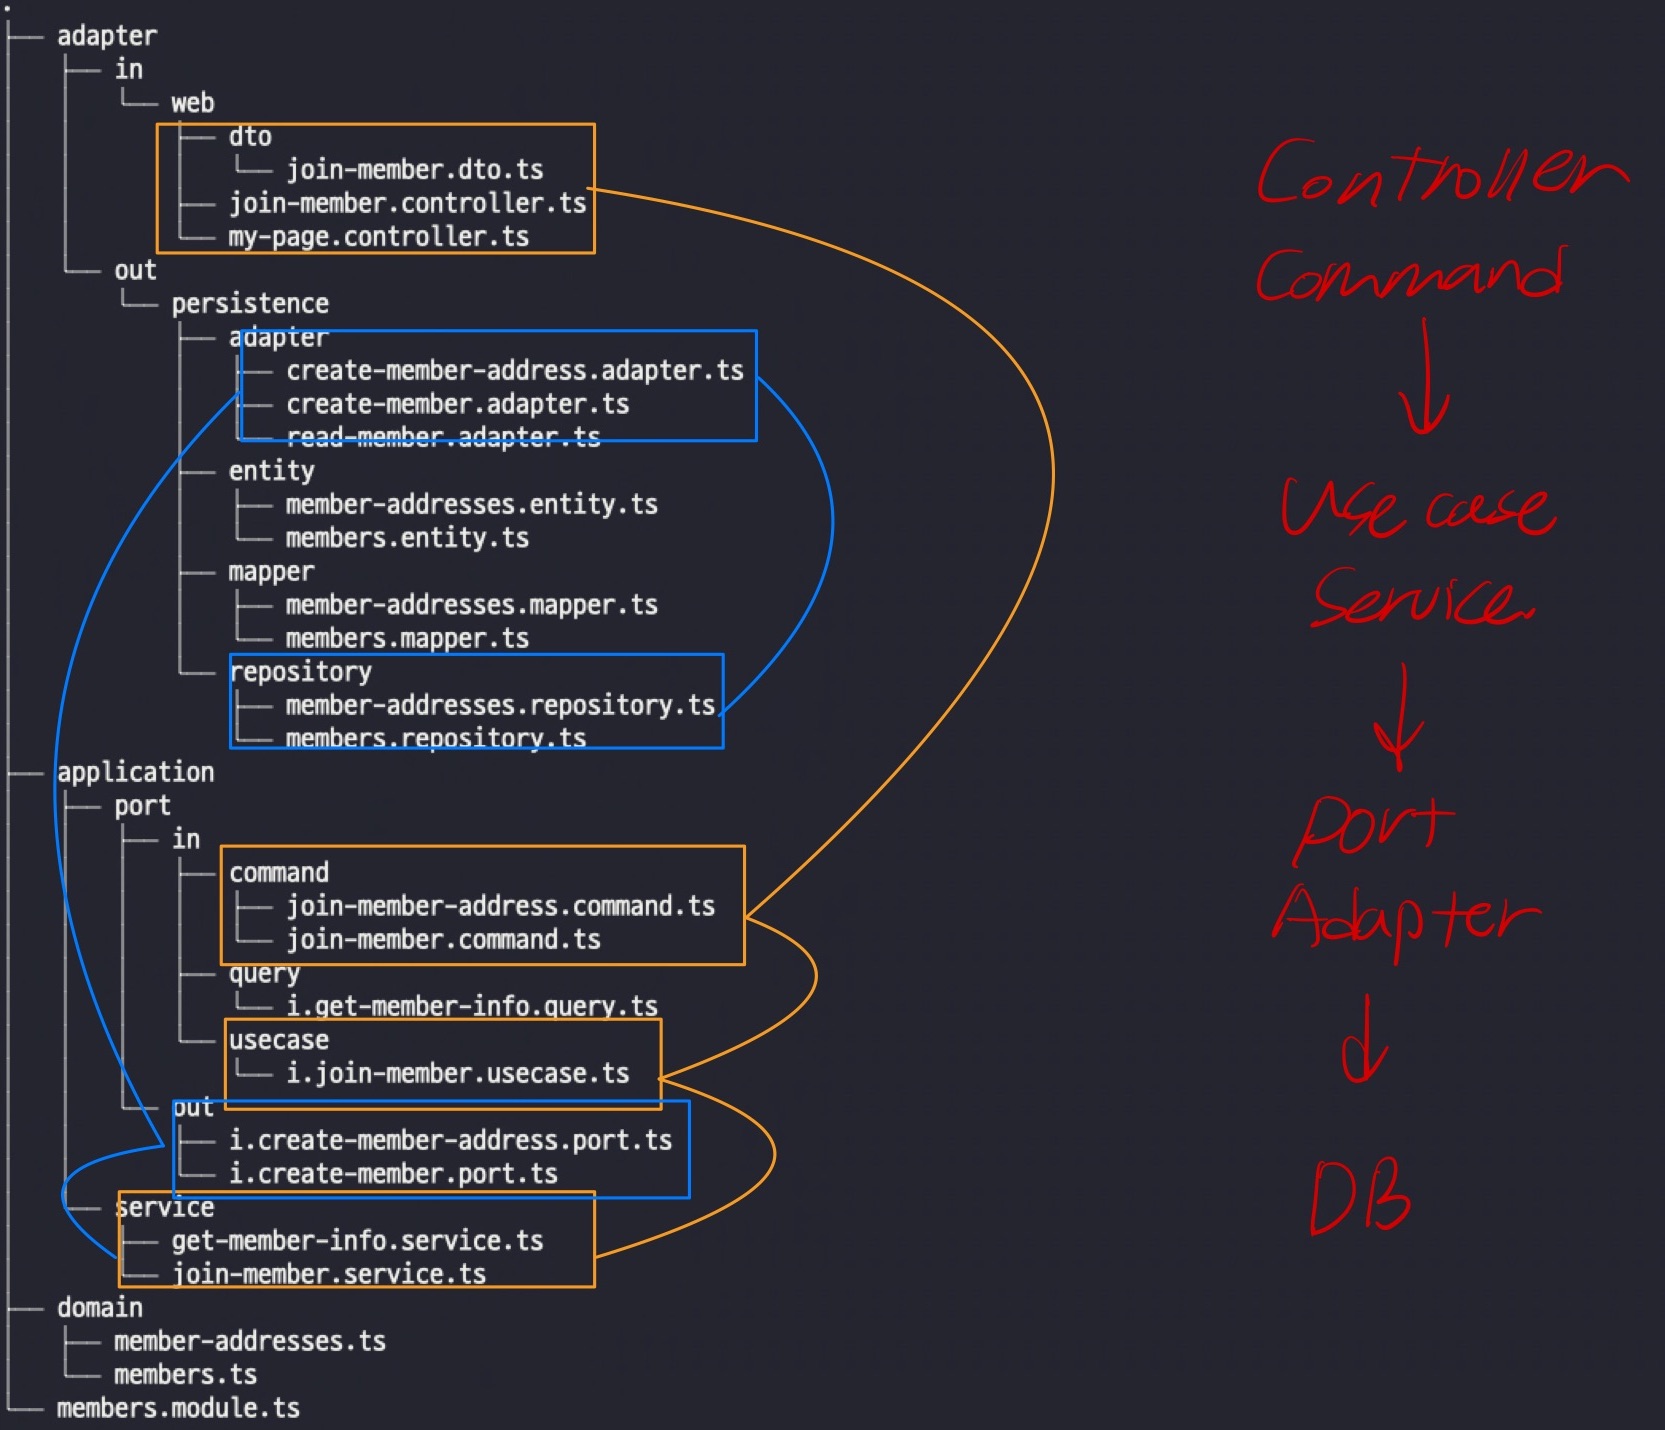 .
├── adapter
│   ├── in
│   │   └── web
│   │       ├── dto
│   │       │   └── join-member.dto.ts
│   │       ├── join-member.controller.ts
│   │       └── my-page.controller.ts
│   └── out
│       └── persistence
│           ├── adapter
│           │   ├── create-member-address.adapter.ts
│           │   ├── create-member.adapter.ts
│           │   └── read-member.adapter.ts
│           ├── entity
│           │   ├── member-addresses.entity.ts
│           │   └── members.entity.ts
│           ├── mapper
│           │   ├── member-addresses.mapper.ts
│           │   └── members.mapper.ts
│           └── repository
│               ├── member-addresses.repository.ts
│               └── members.repository.ts
├── application
│   ├── port
│   │   ├── in
│   │   │   ├── command
│   │   │   │   ├── join-member-address.command.ts
│   │   │   │   └── join-member.command.ts
│   │   │   ├── query
│   │   │   │   └── i.get-member-info.query.ts
│   │   │   └── usecase
│   │   │       └── i.join-member.usecase.ts
│   │   └── out
│   │       ├── i.create-member-address.port.ts
│   │       └── i.create-member.port.ts
│   └── service
│       ├── get-member-info.service.ts
│       └── join-member.service.ts
├── domain
│   ├── member-addresses.ts
│   └── members.ts
└── members.module.ts
Controller
Command
Use case
Service
port
Adapter
DB